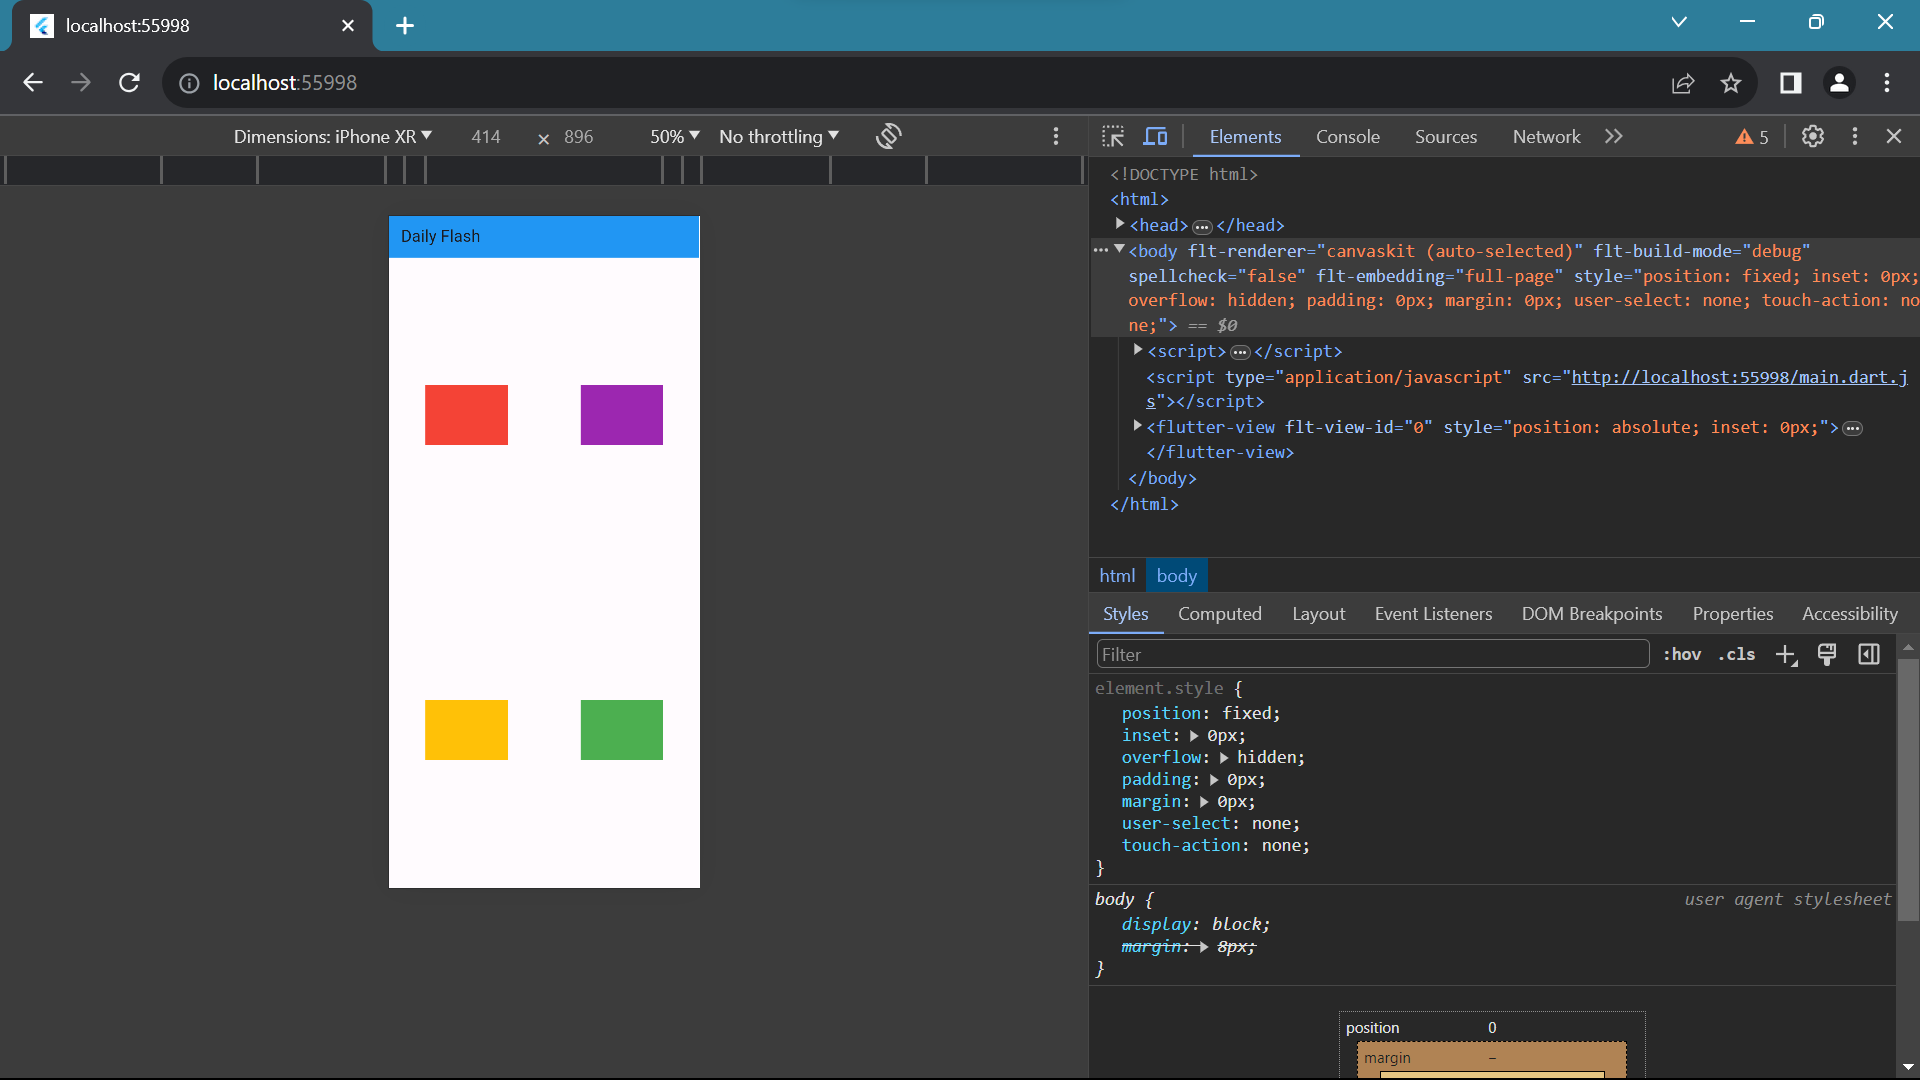 localhost:55998
localhost:55998
Dimensions: iPhone XR 414 × 896 50% No throttling
Elements Console Sources Network 5
<!DOCTYPE html>
<html>
<head>…</head>
<body flt-renderer="canvaskit (auto-selected)" flt-build-mode="debug"
spellcheck="false" flt-embedding="full-page" style="position: fixed; inset: 0px;
overflow: hidden; padding: 0px; margin: 0px; user-select: none; touch-action: no
ne;"> == $0
<script>…</script>
<script type="application/javascript" src="http://localhost:55998/main.dart.j
s"></script>
<flutter-view flt-view-id="0" style="position: absolute; inset: 0px;">…
</flutter-view>
</body>
</html>
html body
Styles Computed Layout Event Listeners DOM Breakpoints Properties Accessibility
Filter :hov .cls
element.style {
position: fixed;
inset: 0px;
overflow: hidden;
padding: 0px;
margin: 0px;
user-select: none;
touch-action: none;
}
body { user agent stylesheet
display: block;
margin: 8px;
}
position 0
margin –
Daily Flash